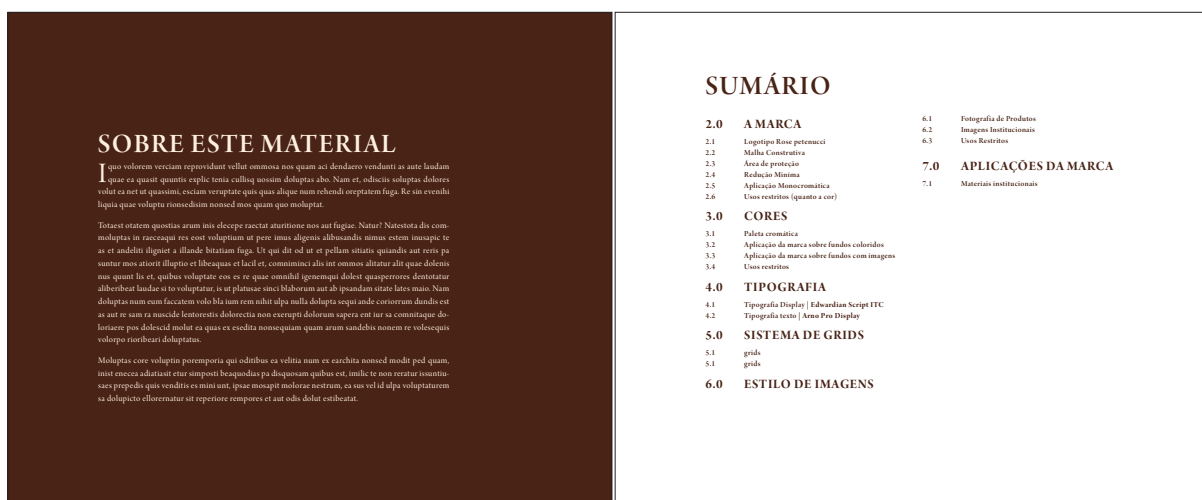 SOBRE ESTE MATERIAL
Iquo volorem verciam reprovidunt vellut ommosa nos quam aci dendaero vendunti as aute laudam
quae ea quasit quuntis explic tenia cullisq uossim doluptas abo. Nam et, odisciis soluptas dolores
volut ea net ut quassimi, esciam veruptate quis quas alique num rehendi oreptatem fuga. Re sin evenihi
liquia quae voluptu rionsedisim nonsed mos quam quo moluptat.
Totaest otatem quostias arum inis elecepe raectat aturitione nos aut fugiae. Natur? Natestota dis com-
moluptas in raeceaqui res eost voluptium ut pere imus aligenis alibusandis nimus estem inusapic te
as et andeliti iligniet a illande bitatiam fuga. Ut qui dit od ut et pellam sitiatis quiandis aut reris pa
suntur mos atiorit illuptio et libeaquas et lacil et, comniminci alis int ommos alitatur alit quae dolenis
nus quunt lis et, quibus voluptate eos es re quae omnihil igenemqui dolest quasperrores dentotatur
aliberibeat laudae si to voluptatur, is ut platusae sinci blaborum aut ab ipsandam sitate lates maio. Nam
doluptas num eum faccatem volo bla ium rem nihit ulpa nulla dolupta sequi ande coriorrum dundis est
as aut re sam ra nuscide lentorestis dolorectia non exerupti dolorum sapera ent iur sa comnitaque do-
loriaere pos dolescid molut ea quas ex esedita nonsequiam quam arum sandebis nonem re volesequis
volorpo rioribeari doluptatus.
Moluptas core voluptin poremporia qui oditibus ea velitia num ex earchita nonsed modit ped quam,
inist enecea adiatiasit etur simposti beaquodias pa disquosam quibus est, imilic te non reratur issuntiu-
saes prepedis quis venditis es mini unt, ipsae mosapit molorae nestrum, ea sus vel id ulpa voluptaturem
sa dolupicto ellorernatur sit reperiore rempores et aut odis dolut estibeatat.
SUMÁRIO
2.0 A MARCA
2.1 Logotipo Rose petenucci
2.2 Malha Construtiva
2.3 Área de proteção
2.4 Redução Miníma
2.5 Aplicação Monocromática
2.6 Usos restritos (quanto a cor)
3.0 CORES
3.1 Paleta cromática
3.2 Aplicação da marca sobre fundos coloridos
3.3 Aplicação da marca sobre fundos com imagens
3.4 Usos restritos
4.0 TIPOGRAFIA
4.1 Tipografia Display | Edwardian Script ITC
4.2 Tipografia texto | Arno Pro Display
5.0 SISTEMA DE GRIDS
5.1 grids
5.1 grids
6.0 ESTILO DE IMAGENS
6.1 Fotografia de Produtos
6.2 Imagens Institucionais
6.3 Usos Restritos
7.0 APLICAÇÕES DA MARCA
7.1 Materiais institucionais